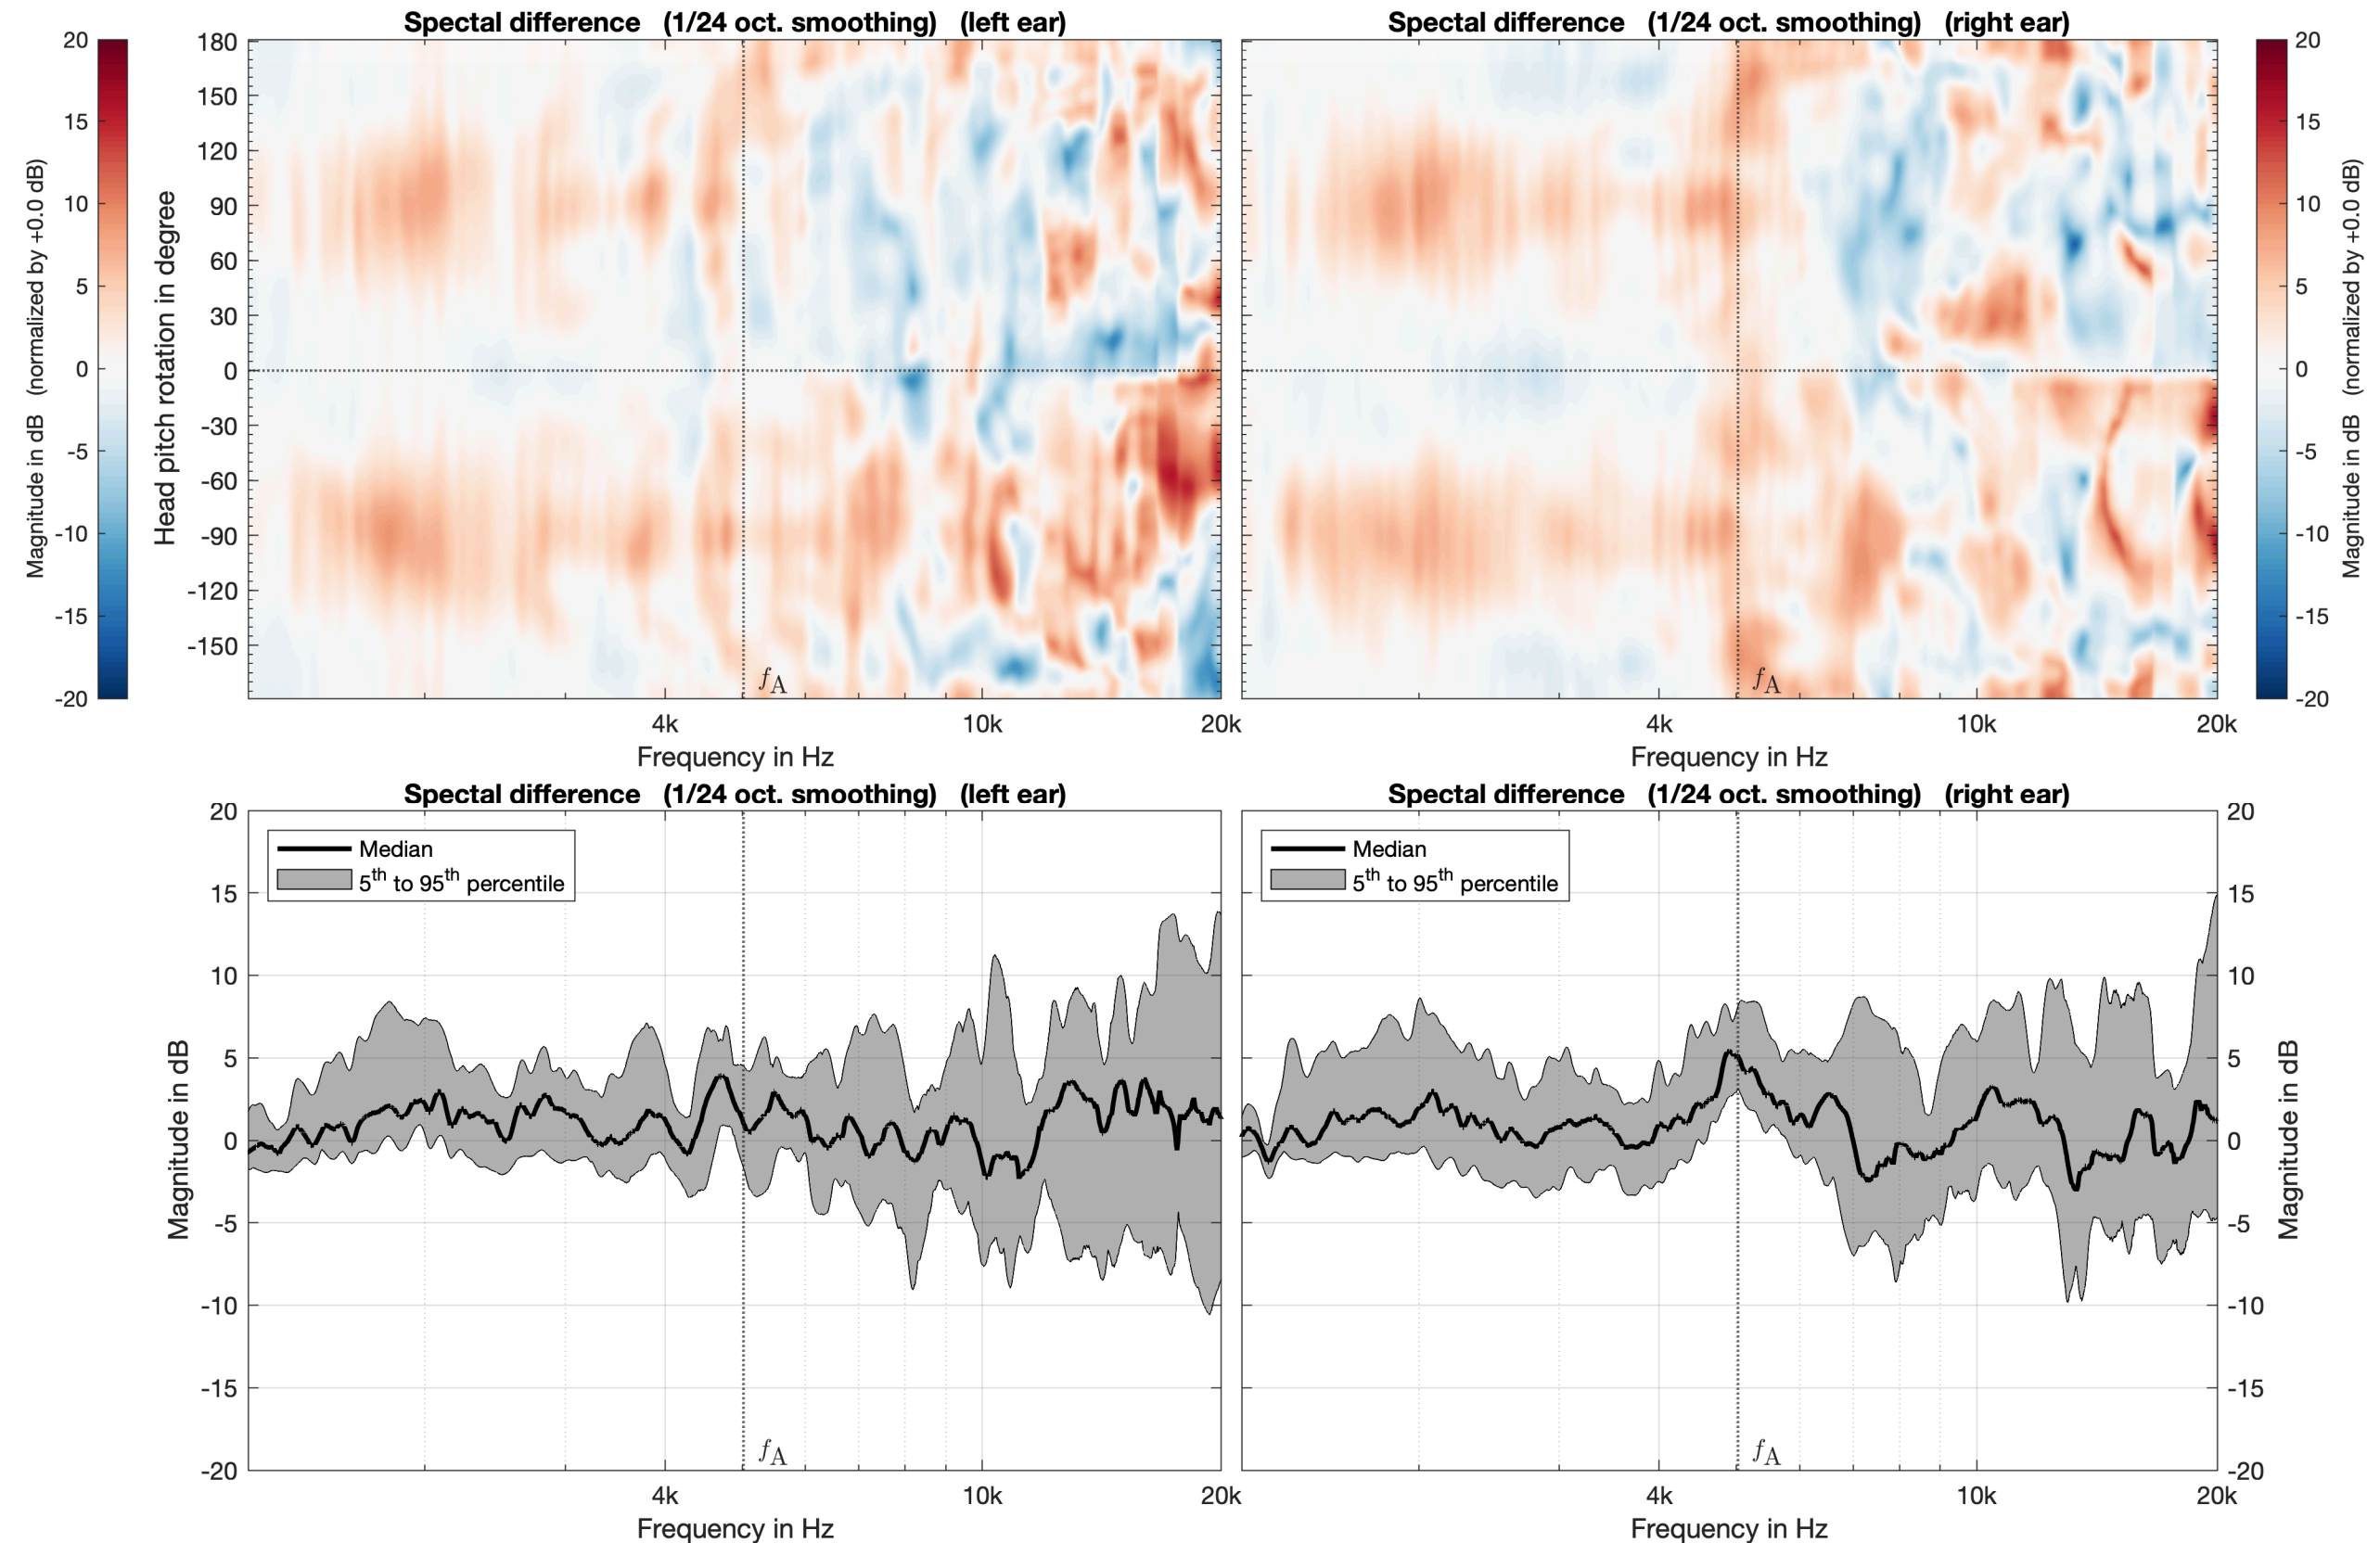 Spectal difference (1/24 oct. smoothing) (left ear)
Spectal difference (1/24 oct. smoothing) (right ear)
20
15
10
5
0
-5
-10
-15
-20
Magnitude in dB (normalized by +0.0 dB)
180
150
120
90
60
30
0
-30
-60
-90
-120
-150
Head pitch rotation in degree
fA
4k
10k
20k
Frequency in Hz
fA
4k
10k
20k
Frequency in Hz
20
15
10
5
0
-5
-10
-15
-20
Magnitude in dB (normalized by +0.0 dB)
Spectal difference (1/24 oct. smoothing) (left ear)
Spectal difference (1/24 oct. smoothing) (right ear)
20
15
10
5
0
-5
-10
-15
-20
Magnitude in dB
Median
5th to 95th percentile
fA
4k
10k
20k
Frequency in Hz
Median
5th to 95th percentile
fA
4k
10k
20k
Frequency in Hz
20
15
10
5
0
-5
-10
-15
-20
Magnitude in dB